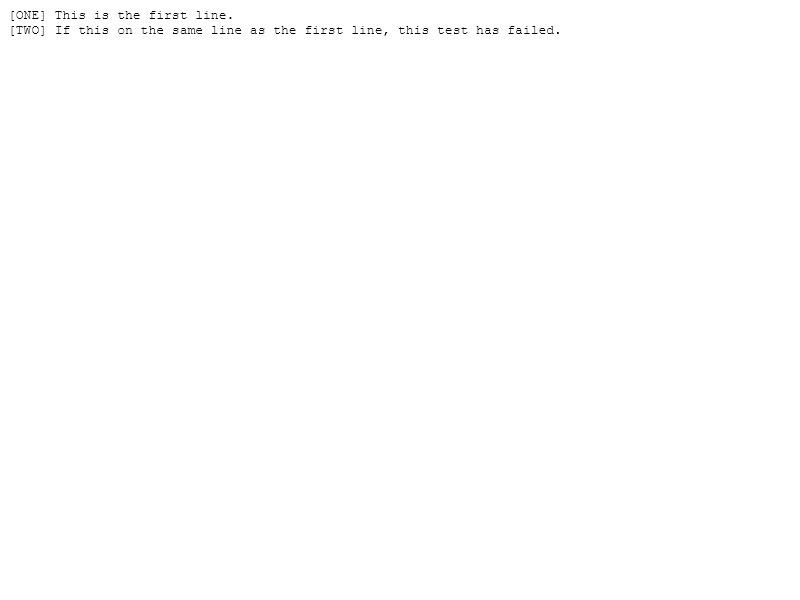 [ONE] This is the first line.
[TWO] If this on the same line as the first line, this test has failed.